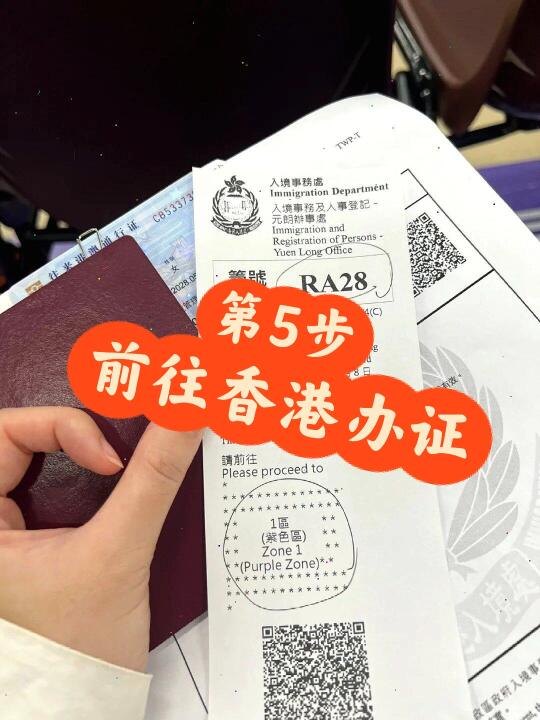 TWP-T
往来港澳通行证
女
入境事務處
Immigration Department
入境事務及人事登記 -
元朗辦事處
Immigration and
Registration of Persons -
Yuen Long Office
籌號
RA28
第5步
前往香港办证
請前往
Please proceed to
1區
(紫色區)
Zone 1
(Purple Zone)